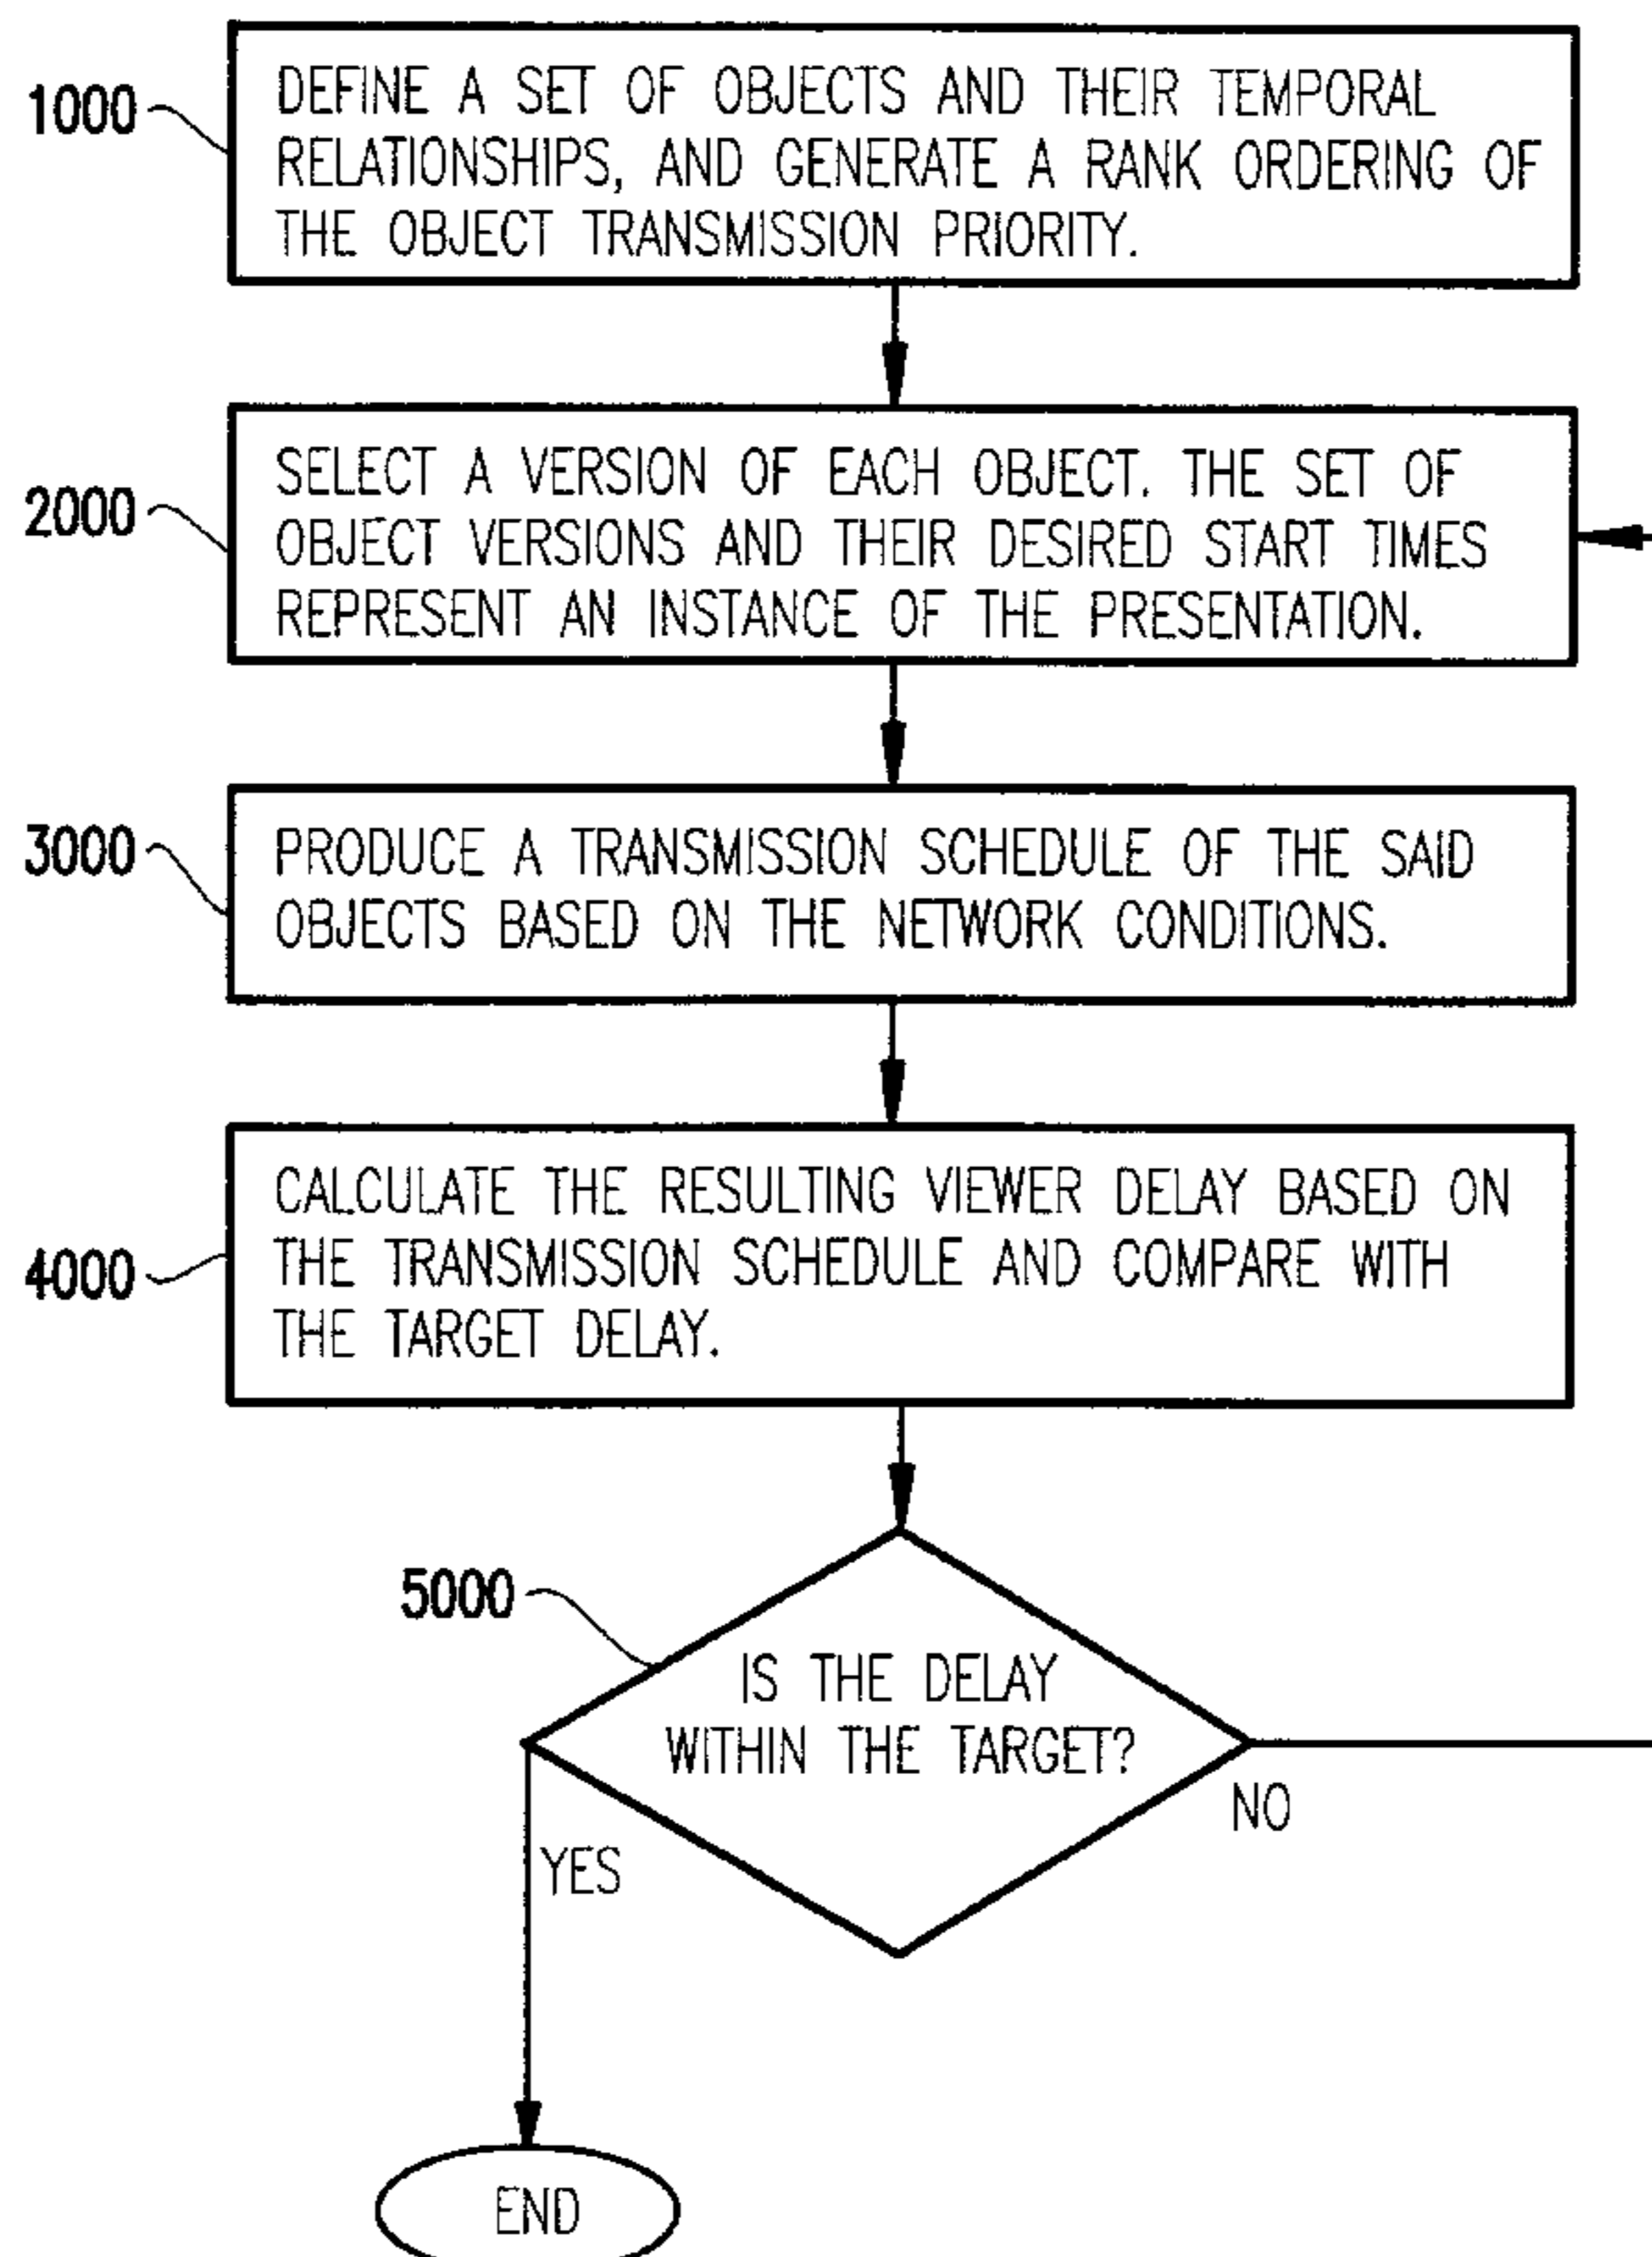 1000
DEFINE A SET OF OBJECTS AND THEIR TEMPORAL
RELATIONSHIPS, AND GENERATE A RANK ORDERING OF
THE OBJECT TRANSMISSION PRIORITY.
2000
SELECT A VERSION OF EACH OBJECT. THE SET OF
OBJECT VERSIONS AND THEIR DESIRED START TIMES
REPRESENT AN INSTANCE OF THE PRESENTATION.
3000
PRODUCE A TRANSMISSION SCHEDULE OF THE SAID
OBJECTS BASED ON THE NETWORK CONDITIONS.
4000
CALCULATE THE RESULTING VIEWER DELAY BASED ON
THE TRANSMISSION SCHEDULE AND COMPARE WITH
THE TARGET DELAY.
5000
IS THE DELAY
WITHIN THE TARGET?
NO
YES
END